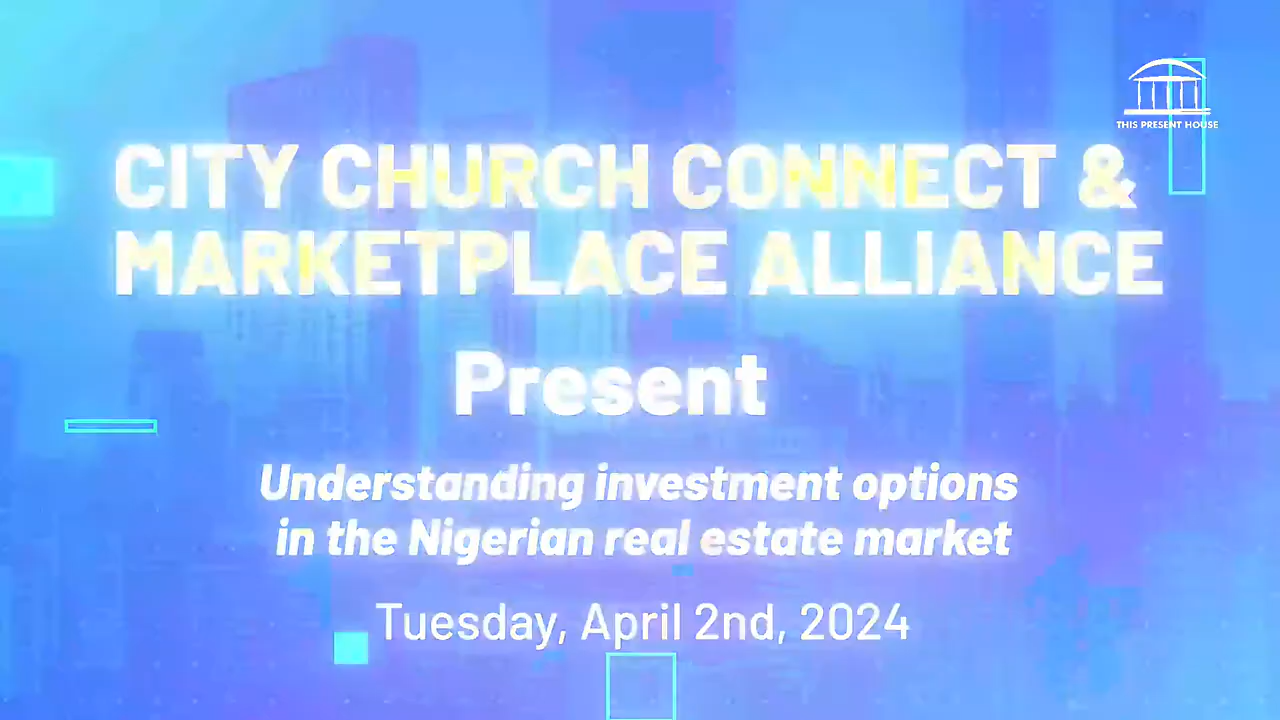 THIS PRESENT HOUSE
CITY CHURCH CONNECT &
MARKETPLACE ALLIANCE
Present
Understanding investment options
in the Nigerian real estate market
Tuesday, April 2nd, 2024